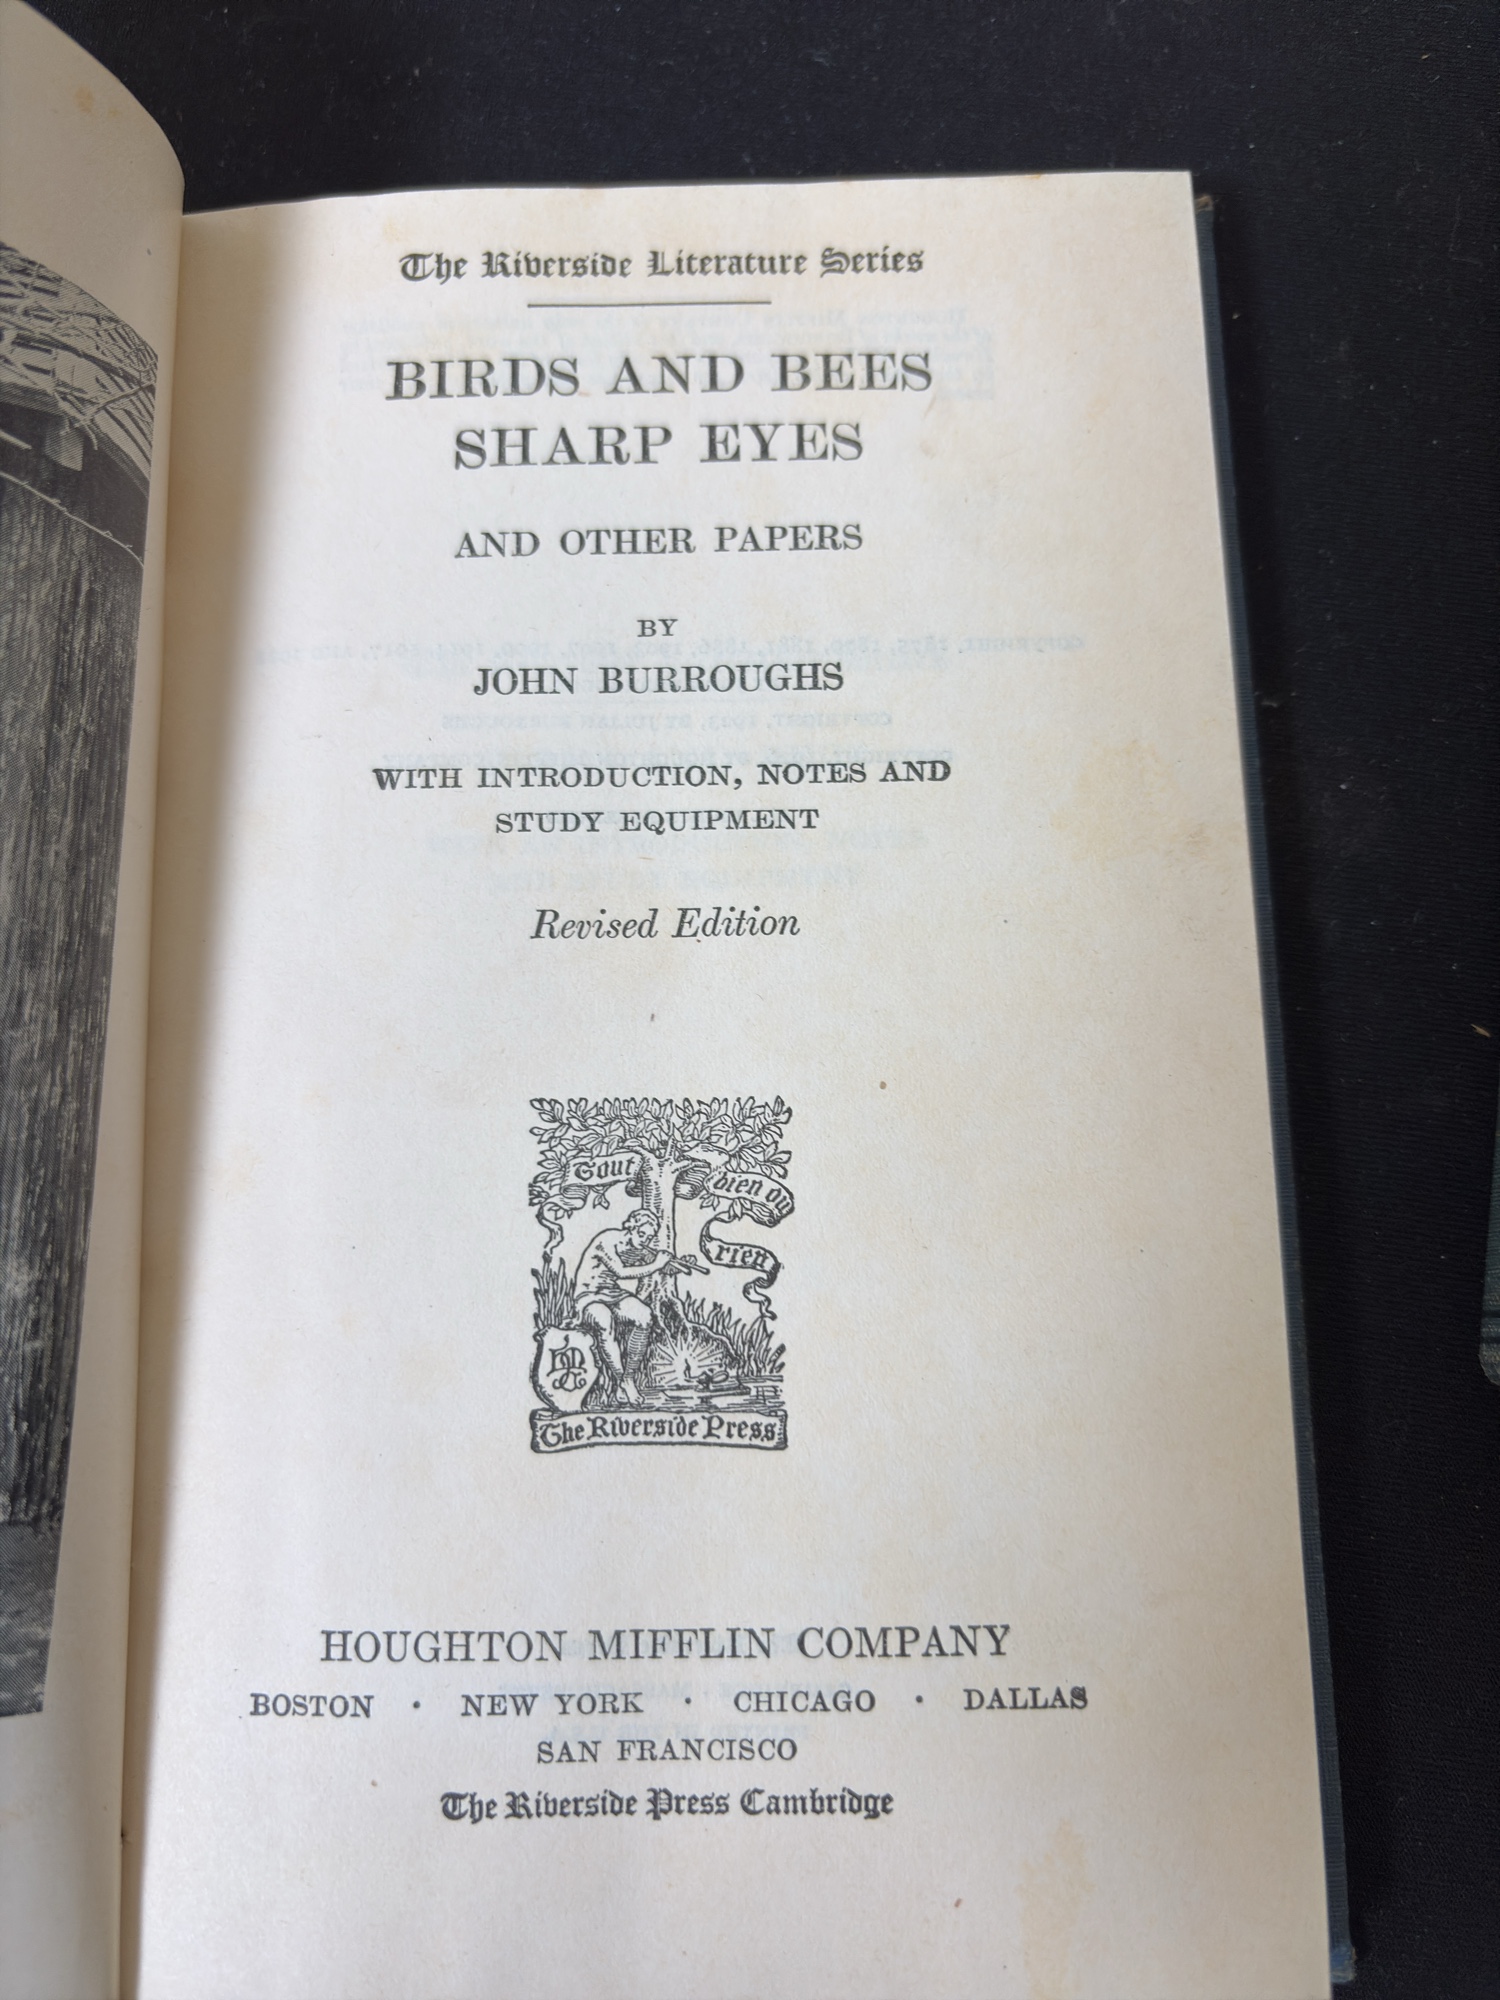 The Riverside Literature Series
BIRDS AND BEES
SHARP EYES
AND OTHER PAPERS
BY
JOHN BURROUGHS
WITH INTRODUCTION, NOTES AND
STUDY EQUIPMENT
Revised Edition
Tout
bien ou
rien
The Riverside Press
HOUGHTON MIFFLIN COMPANY
BOSTON · NEW YORK · CHICAGO · DALLAS
SAN FRANCISCO
The Riverside Press Cambridge